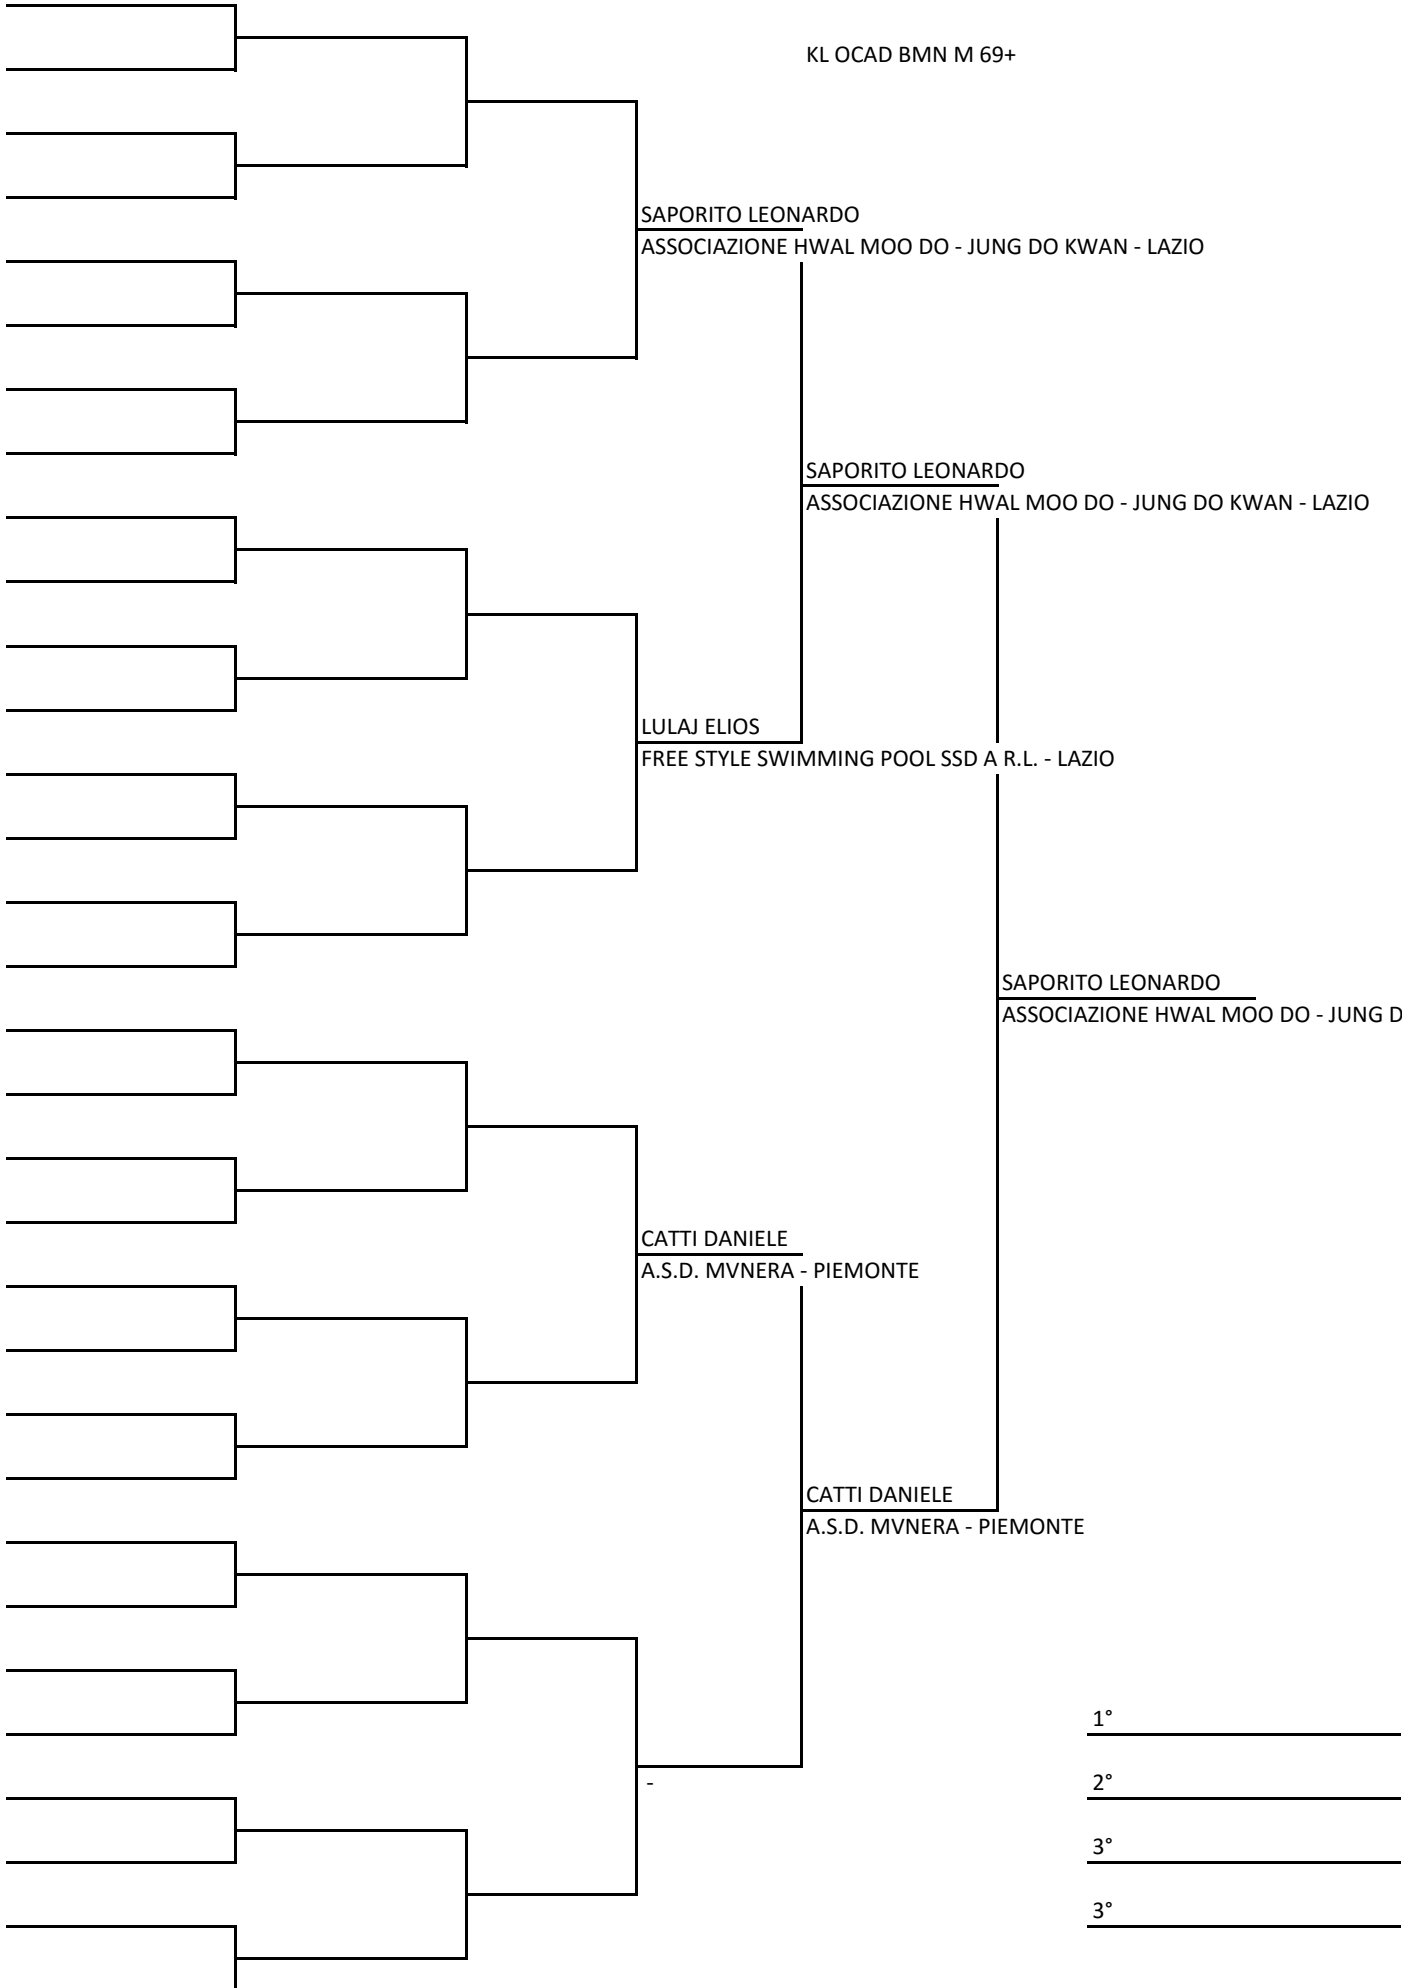 KL OCAD BMN M 69+
SAPORITO LEONARDO
ASSOCIAZIONE HWAL MOO DO - JUNG DO KWAN - LAZIO
SAPORITO LEONARDO
ASSOCIAZIONE HWAL MOO DO - JUNG DO KWAN - LAZIO
LULAJ ELIOS
FREE STYLE SWIMMING POOL SSD A R.L. - LAZIO
SAPORITO LEONARDO
ASSOCIAZIONE HWAL MOO DO - JUNG D
CATTI DANIELE
A.S.D. MVNERA - PIEMONTE
CATTI DANIELE
A.S.D. MVNERA - PIEMONTE
1°
-
2°
3°
3°